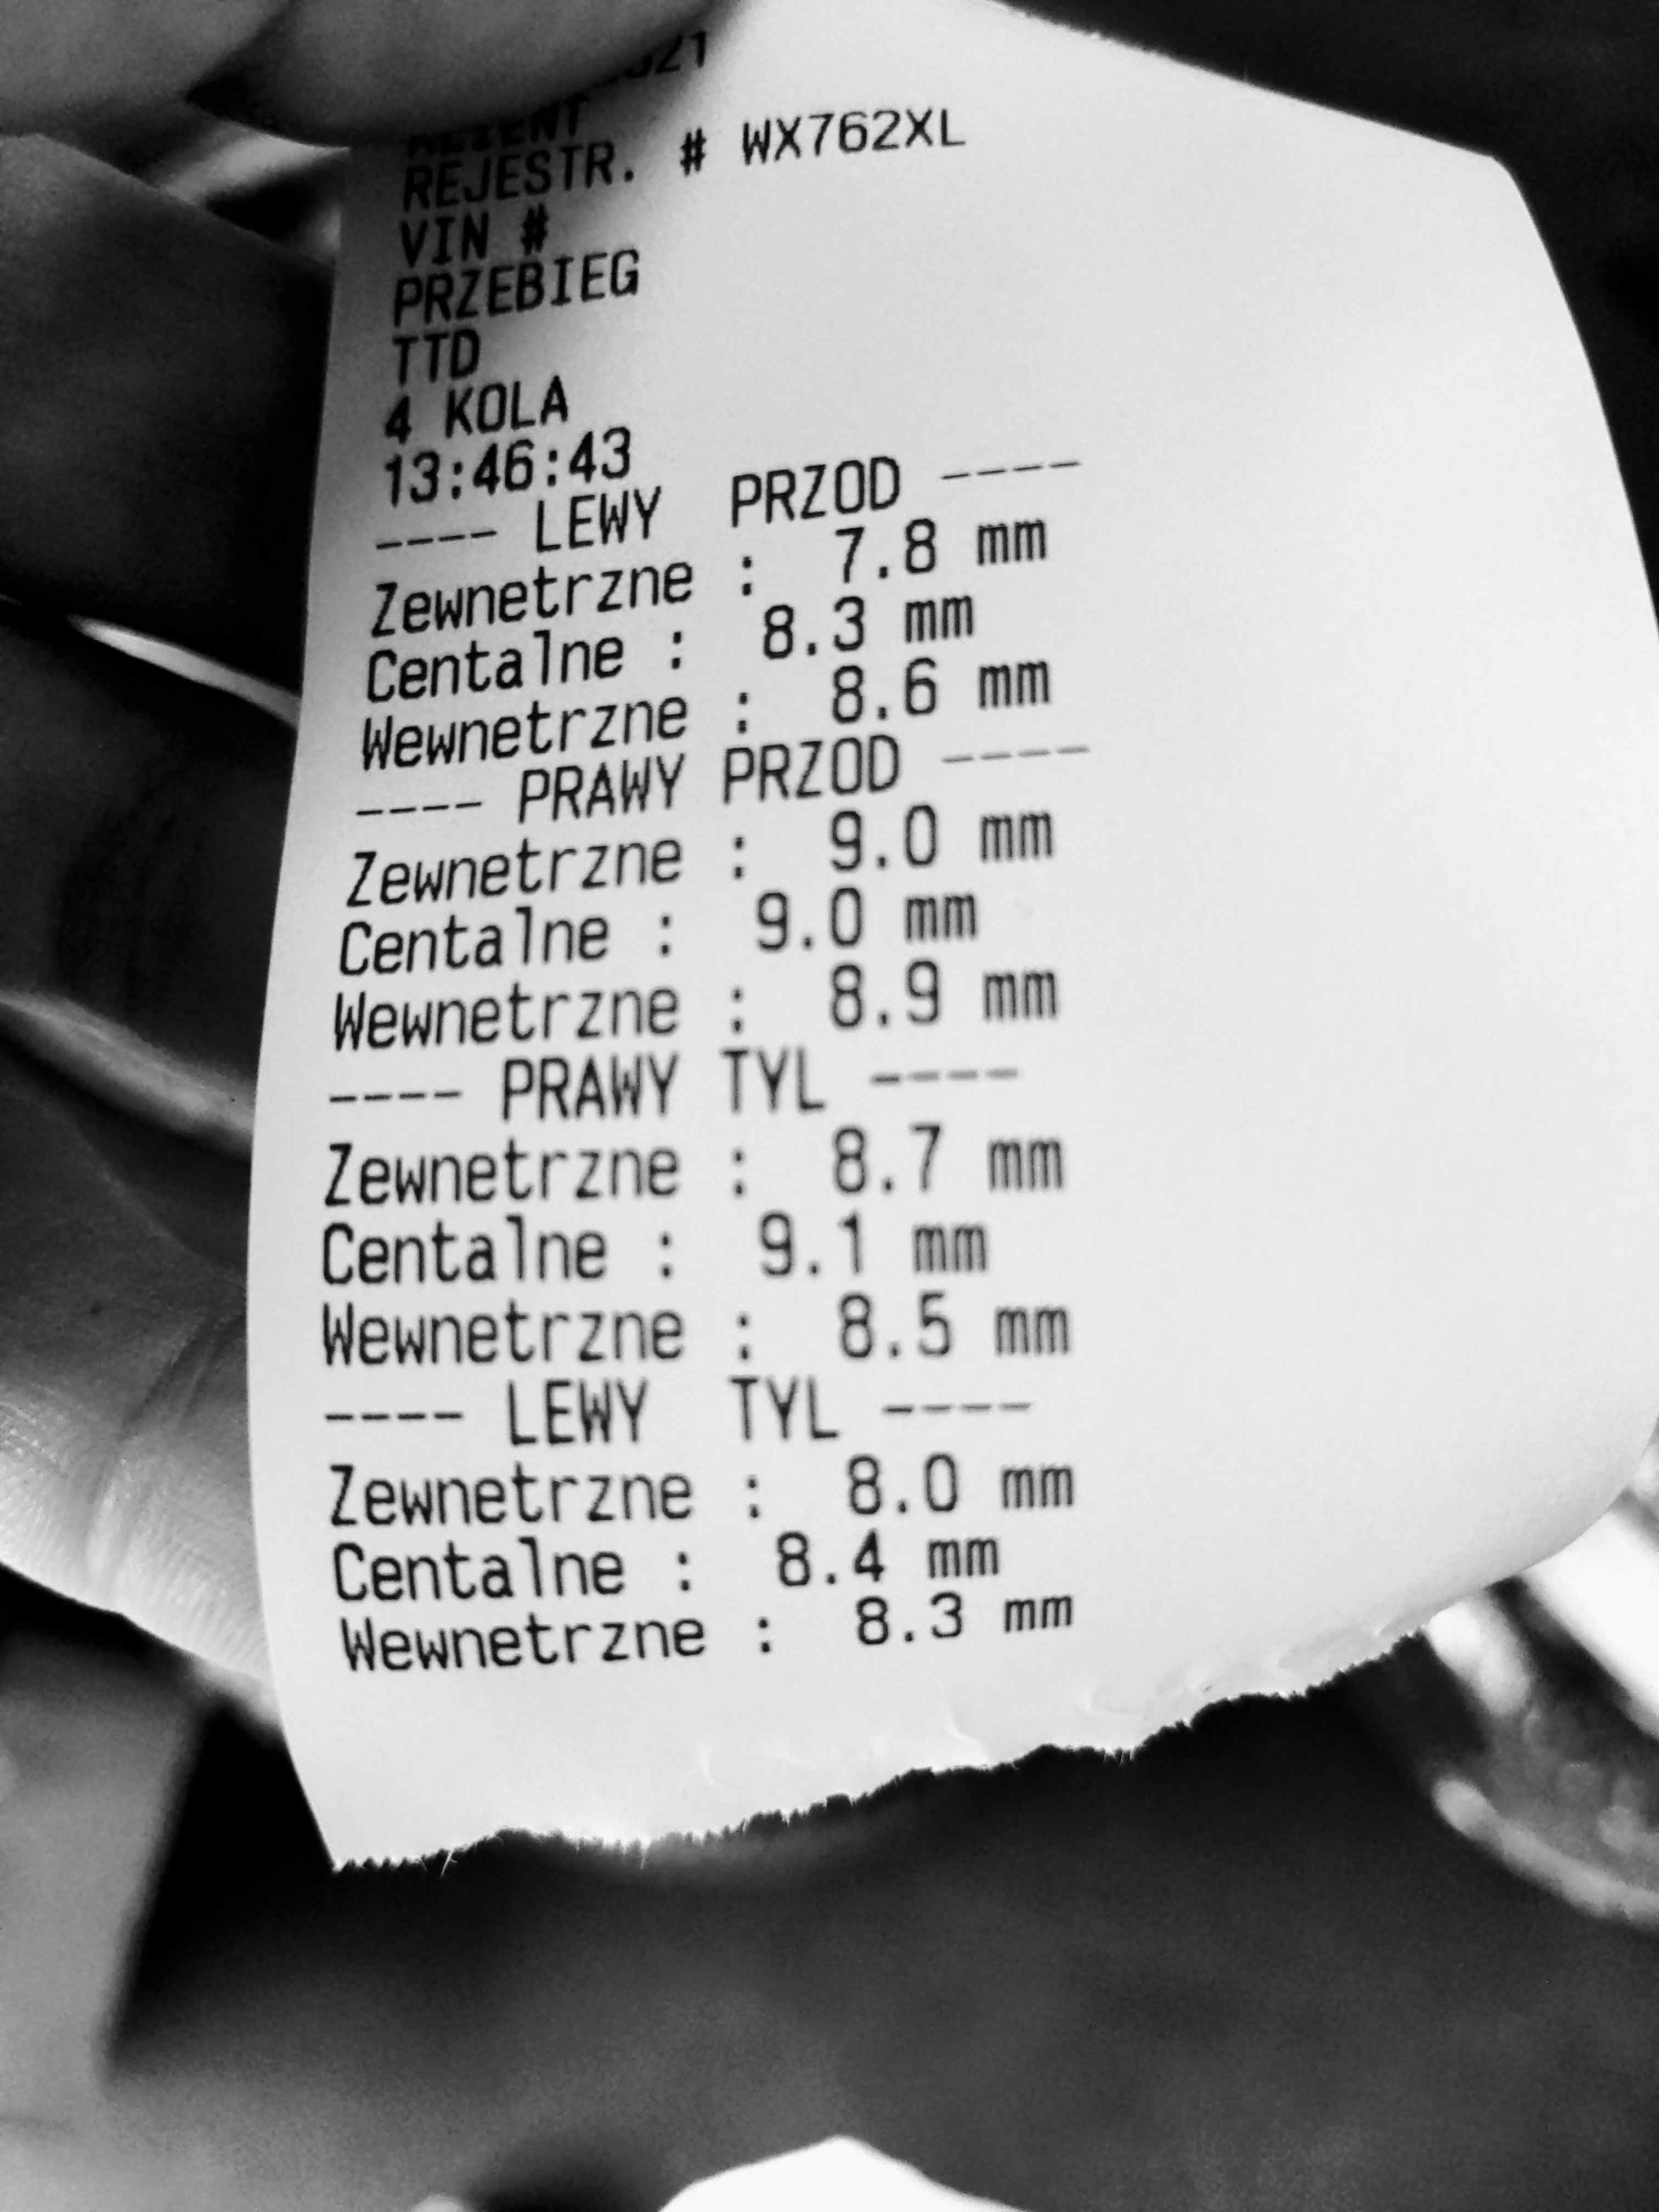 REJESTR. # WX762XL
VIN #
PRZEBIEG
TTD
4 KOLA
13:46:43
---- LEWY PRZOD ----
Zewnetrzne : 7.8 mm
Centalne : 8.3 mm
Wewnetrzne : 8.6 mm
---- PRAWY PRZOD ----
Zewnetrzne : 9.0 mm
Centalne : 9.0 mm
Wewnetrzne : 8.9 mm
---- PRAWY TYL ----
Zewnetrzne : 8.7 mm
Centalne : 9.1 mm
Wewnetrzne : 8.5 mm
---- LEWY TYL ----
Zewnetrzne : 8.0 mm
Centalne : 8.4 mm
Wewnetrzne : 8.3 mm